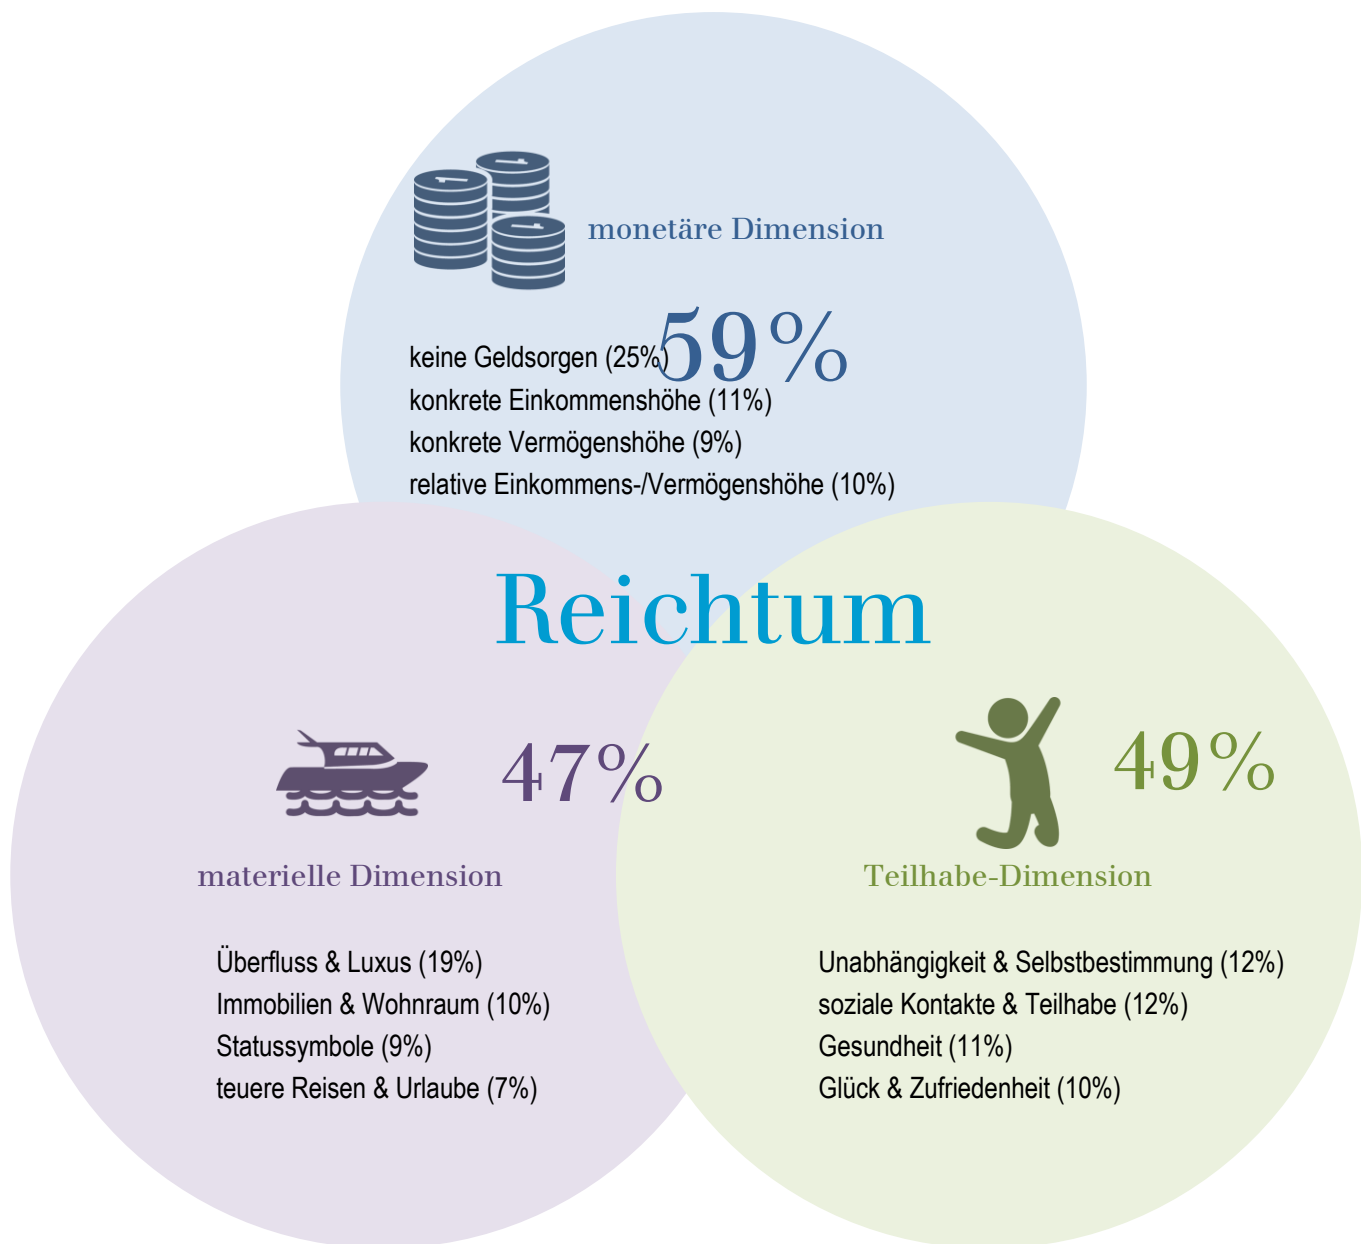 monetäre Dimension
59%
keine Geldsorgen (25%)
konkrete Einkommenshöhe (11%)
konkrete Vermögenshöhe (9%)
relative Einkommens-/Vermögenshöhe (10%)
Reichtum
47%
materielle Dimension
Überfluss & Luxus (19%)
Immobilien & Wohnraum (10%)
Statussymbole (9%)
teuere Reisen & Urlaube (7%)
49%
Teilhabe-Dimension
Unabhängigkeit & Selbstbestimmung (12%)
soziale Kontakte & Teilhabe (12%)
Gesundheit (11%)
Glück & Zufriedenheit (10%)